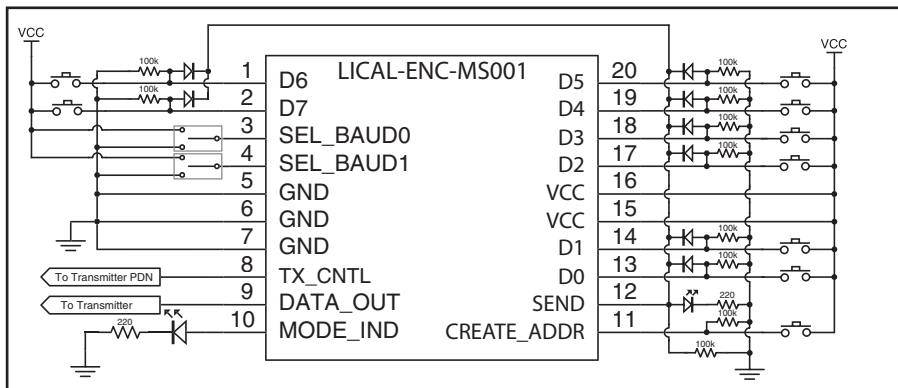 VCC
VCC
LICAL-ENC-MS001
100k
100k
1 D6
2 D7
3 SEL_BAUD0
4 SEL_BAUD1
5 GND
6 GND
7 GND
8 TX_CNTL
9 DATA_OUT
10 MODE_IND
To Transmitter PDN
To Transmitter
220
D5 20
D4 19
D3 18
D2 17
VCC 16
VCC 15
D1 14
D0 13
SEND 12
CREATE_ADDR 11
100k
100k
100k
100k
100k
100k
220
100k
100k